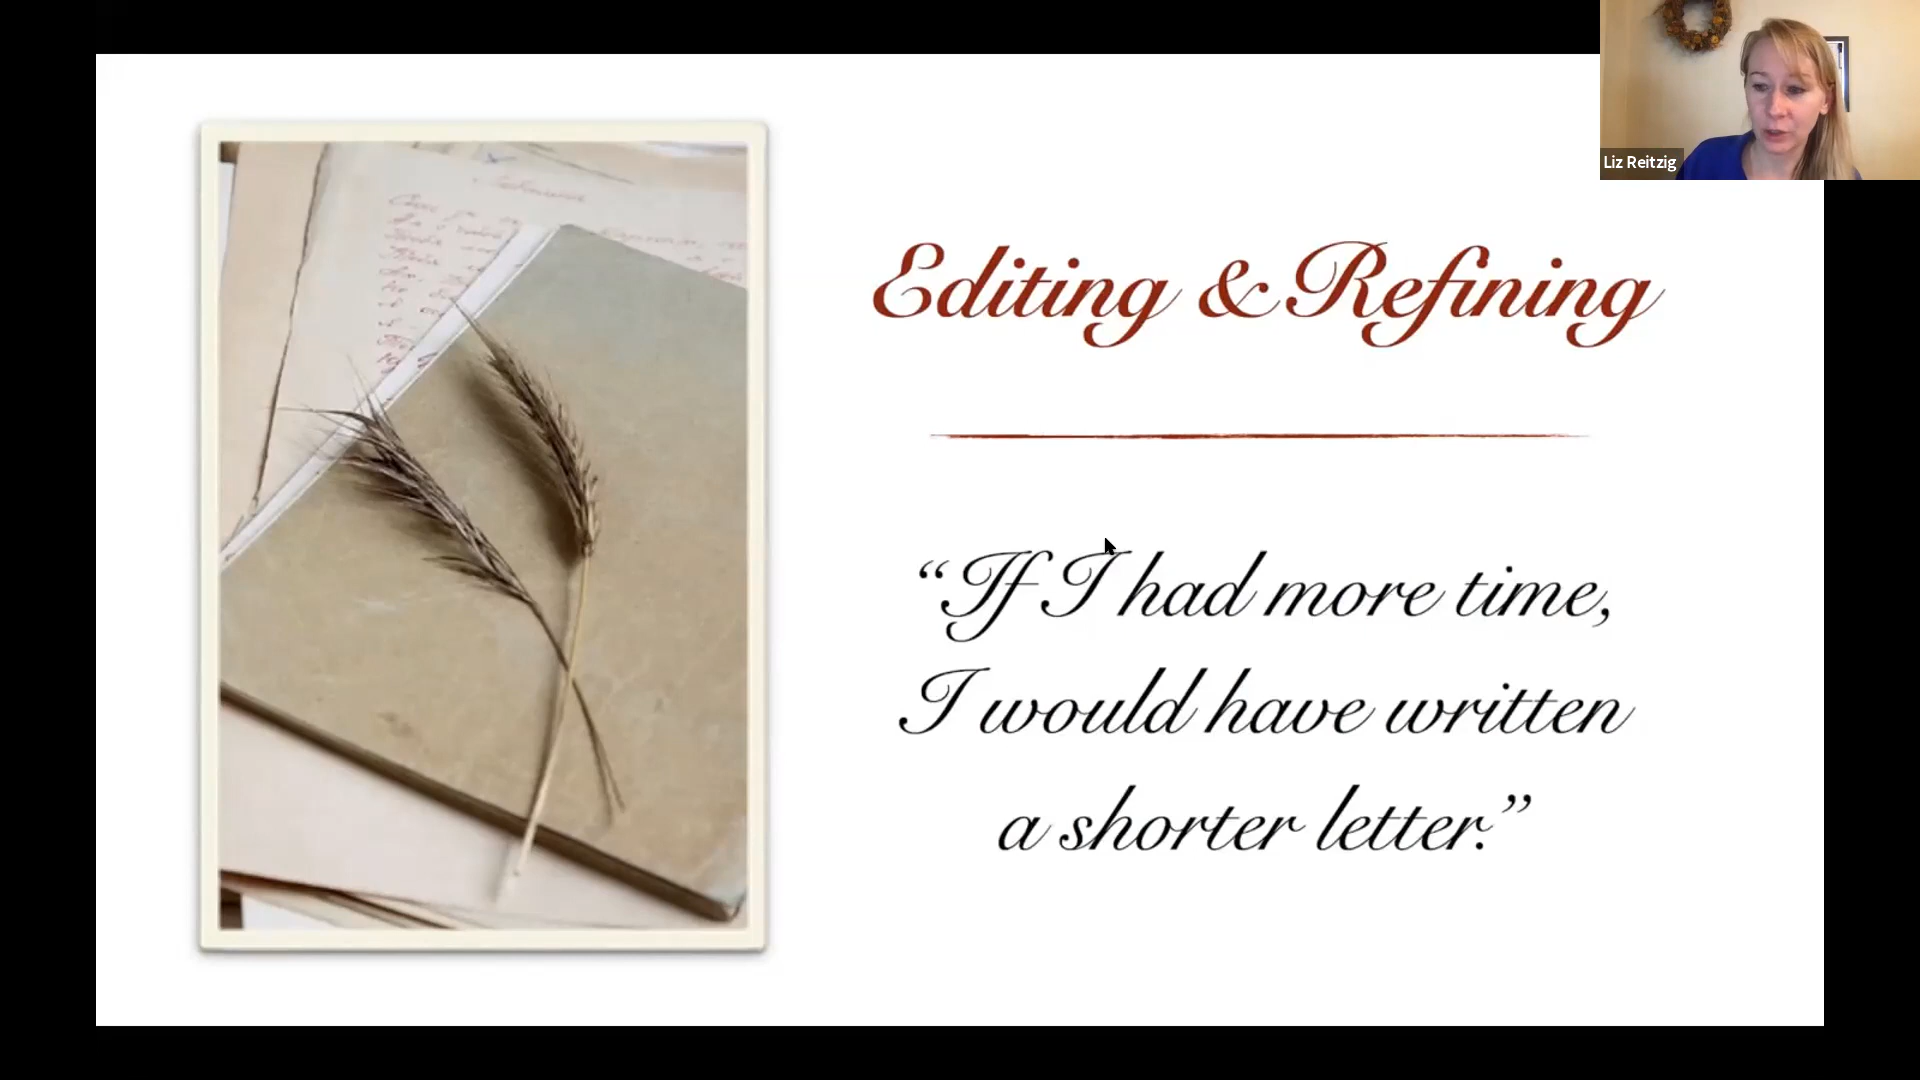 Editing & Refining
“If I had more time,
I would have written
a shorter letter.”
Liz Reitzig